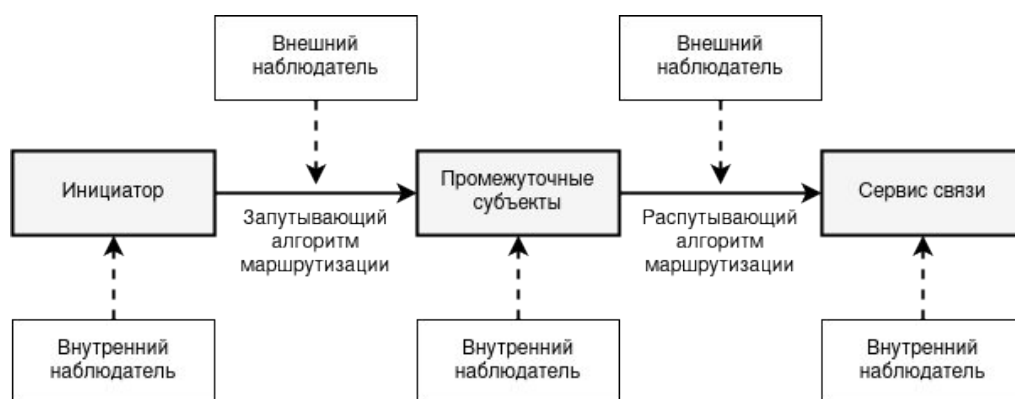 Внешний
наблюдатель
Внешний
наблюдатель
Инициатор
Промежуточные
субъекты
Сервис связи
Запутывающий
алгоритм
маршрутизации
Распутывающий
алгоритм
маршрутизации
Внутренний
наблюдатель
Внутренний
наблюдатель
Внутренний
наблюдатель